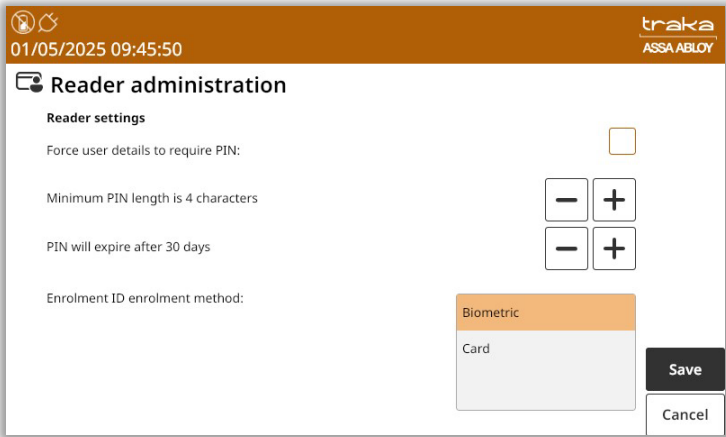 01/05/2025 09:45:50
traka
ASSA ABLOY
Reader administration
Reader settings
Force user details to require PIN:
Minimum PIN length is 4 characters
PIN will expire after 30 days
Enrolment ID enrolment method:
Biometric
Card
Save
Cancel